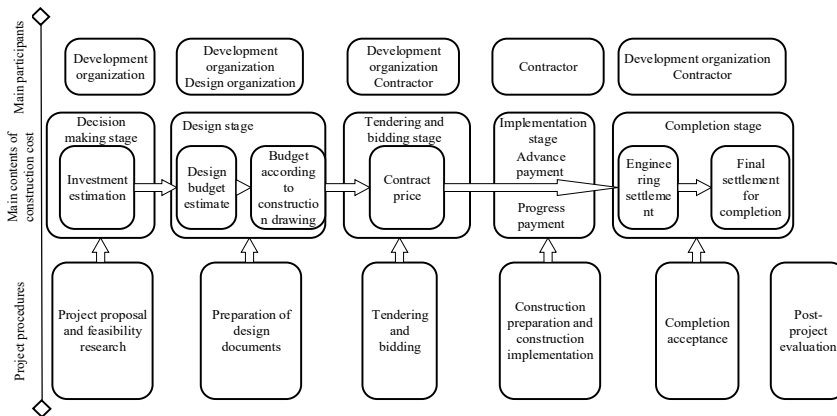 Main participants
Development
organization
Development
organization
Design organization
Development
organization
Contractor
Contractor
Development organization
Contractor
Main contents of
construction cost
Decision
making stage
Investment
estimation
Design stage
Design
budget
estimate
Budget
according to
constructio
n drawing
Tendering and
bidding stage
Contract
price
Implementation
stage
Advance
payment
Progress
payment
Completion stage
Engine
ering
settleme
nt
Final
settlement for
completion
Project procedures
Project proposal
and feasibility
research
Preparation of
design
documents
Tendering
and
bidding
Construction
preparation and
construction
implementation
Completion
acceptance
Post-
project
evaluation